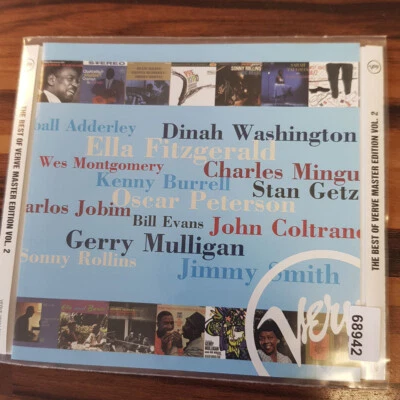 THE BEST OF VERVE MASTER EDITION VOL. 2
ball Adderley
Dinah Washington
Ella Fitzgerald
Wes Montgomery
Charles Mingu
Kenny Burrell
Stan Getz
Oscar Peterson
arlos Jobim
Bill Evans
John Coltrane
Gerry Mulligan
Sonny Rollins
Jimmy Smith
Verve
68942
THE BEST OF VERVE MASTER EDITION VOL. 2